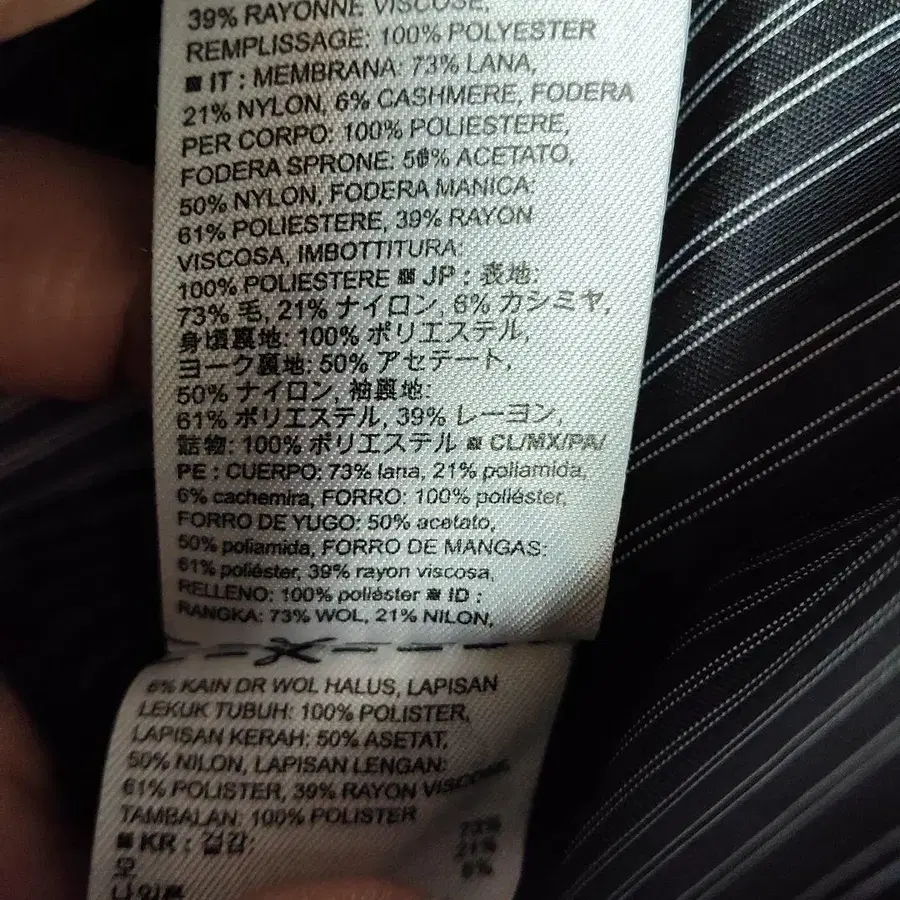 39% RAYONNE VISCOSE,
REMPLISSAGE: 100% POLYESTER
■ IT : MEMBRANA: 73% LANA,
21% NYLON, 6% CASHMERE, FODERA
PER CORPO: 100% POLIESTERE,
FODERA SPRONE: 50% ACETATO,
50% NYLON, FODERA MANICA:
61% POLIESTERE, 39% RAYON
VISCOSA, IMBOTTITURA:
100% POLIESTERE ■ JP : 表地:
73% 毛, 21% ナイロン, 6% カシミヤ,
身頃裏地: 100% ポリエステル,
ヨーク裏地: 50% アセテート,
50% ナイロン, 袖裏地:
61% ポリエステル, 39% レーヨン,
詰物: 100% ポリエステル ■ CL/MX/PA/
PE : CUERPO: 73% lana, 21% poliamida,
6% cachemira, FORRO: 100% poliéster,
FORRO DE YUGO: 50% acetato,
50% poliamida, FORRO DE MANGAS:
61% poliéster, 39% rayon viscosa,
RELLENO: 100% poliéster ■ ID :
RANGKA: 73% WOL, 21% NILON,
6% KAIN DR WOL HALUS, LAPISAN
LEKUK TUBUH: 100% POLISTER,
LAPISAN KERAH: 50% ASETAT,
50% NILON, LAPISAN LENGAN:
61% POLISTER, 39% RAYON VISCOSE,
TAMBALAN: 100% POLISTER
■ KR : 겉감: 73%
모 21%
나일론 6%